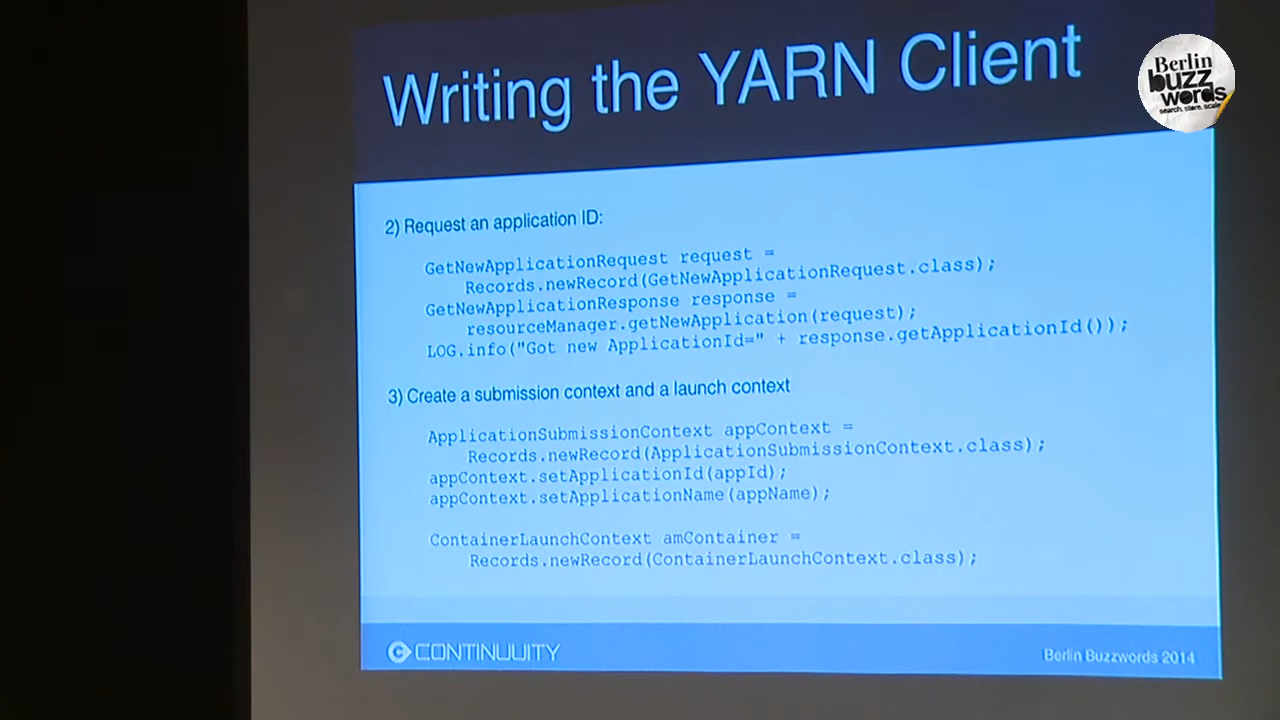 Writing the YARN Client
Berlin
buzz
words
search. store. scale
2) Request an application ID:
GetNewApplicationRequest request =
Records.newRecord(GetNewApplicationRequest.class);
GetNewApplicationResponse response =
resourceManager.getNewApplication(request);
LOG.info("Got new ApplicationId=" + response.getApplicationId());
3) Create a submission context and a launch context
ApplicationSubmissionContext appContext =
Records.newRecord(ApplicationSubmissionContext.class);
appContext.setApplicationId(appId);
appContext.setApplicationName(appName);
ContainerLaunchContext amContainer =
Records.newRecord(ContainerLaunchContext.class);
C CONTINUUITY
Berlin Buzzwords 2014